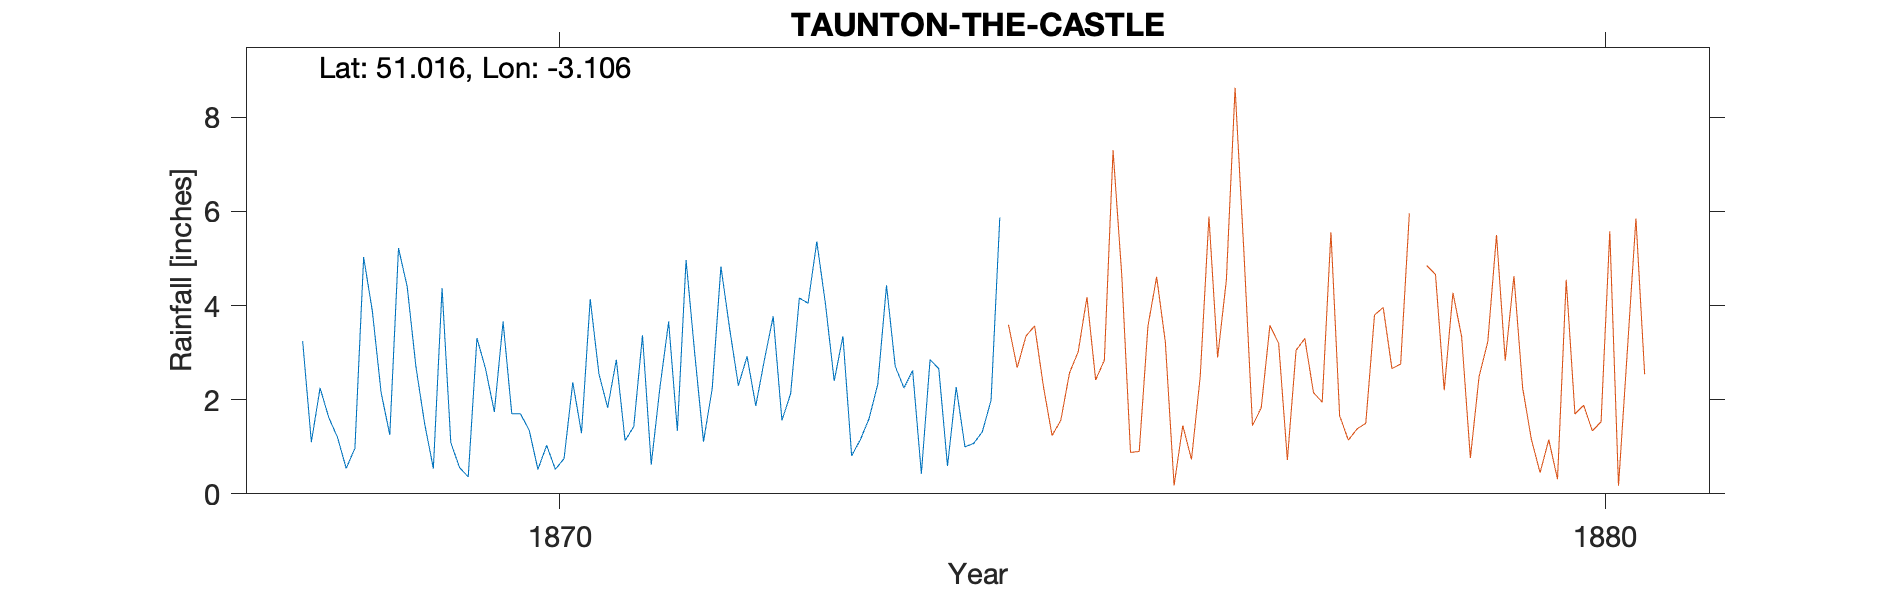 TAUNTON-THE-CASTLE
Lat: 51.016, Lon: -3.106
8
6
4
2
0
Rainfall [inches]
1870
1880
Year